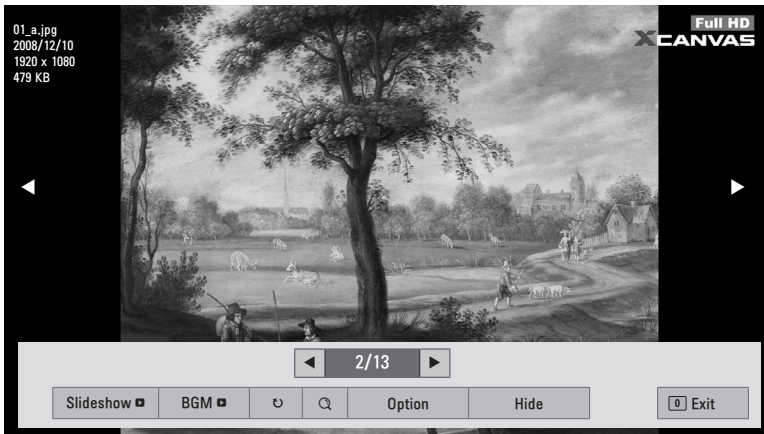 01_a.jpg
2008/12/10
1920 x 1080
479 KB
Full HD
XCANVAS
2/13
Slideshow
BGM
Option
Hide
0 Exit